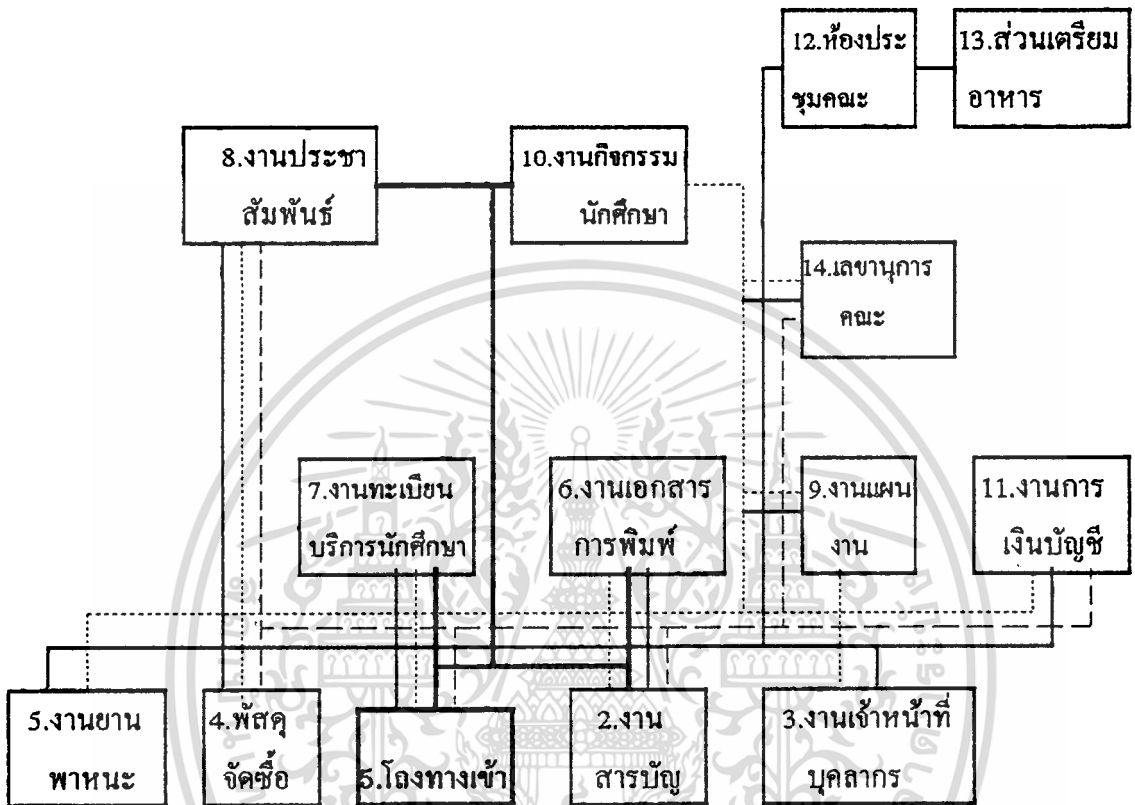 12.ห้องประ
ชุมคณะ
13.ส่วนเตรียม
อาหาร
8.งานประชา
สัมพันธ์
10.งานกิจกรรม
นักศึกษา
14.เลขานุการ
คณะ
7.งานทะเบียน
บริการนักศึกษา
6.งานเอกสาร
การพิมพ์
9.งานแผน
งาน
11.งานการ
เงินบัญชี
5.งานยาน
พาหนะ
4.พัสดุ
จัดซื้อ
5.โถงทางเข้า
2.งาน
สารบัญ
3.งานเจ้าหน้าที่
บุคลากร